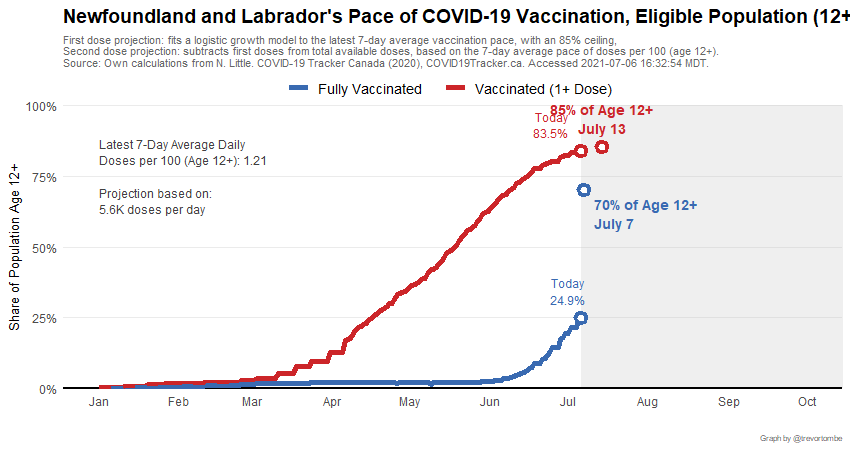 Newfoundland and Labrador's Pace of COVID-19 Vaccination, Eligible Population (12+
First dose projection: fits a logistic growth model to the latest 7-day average vaccination pace, with an 85% ceiling,
Second dose projection: subtracts first doses from total available doses, based on the 7-day average pace of doses per 100 (age 12+).
Source: Own calculations from N. Little. COVID-19 Tracker Canada (2020), COVID19Tracker.ca. Accessed 2021-07-06 16:32:54 MDT.
Fully Vaccinated
Vaccinated (1+ Dose)
100%
75%
50%
25%
0%
Share of Population Age 12+
Latest 7-Day Average Daily
Doses per 100 (Age 12+): 1.21
Projection based on:
5.6K doses per day
85% of Age 12+
July 13
Today
83.5%
70% of Age 12+
July 7
Today
24.9%
Jan
Feb
Mar
Apr
May
Jun
Jul
Aug
Sep
Oct
Graph by @trevortombe